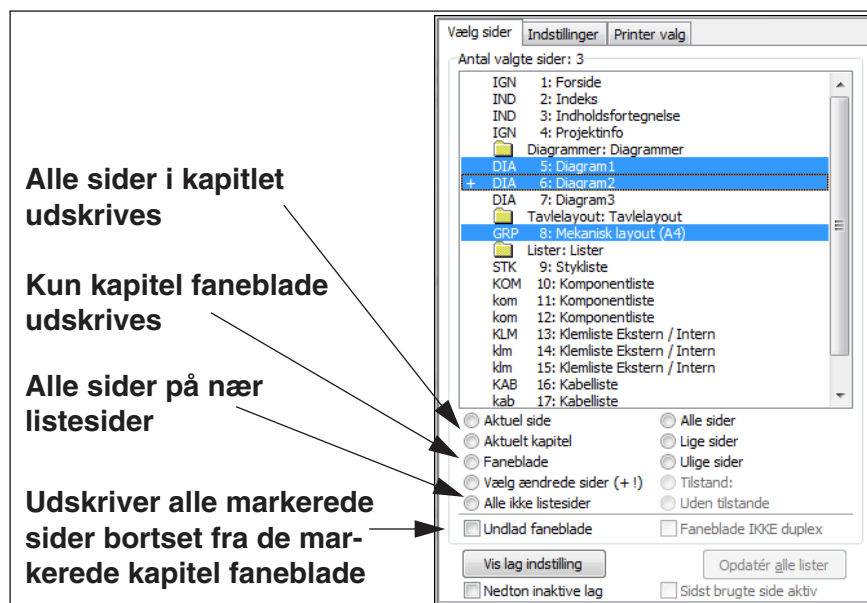 Alle sider i kapitlet
udskrives
Kun kapitel faneblade
udskrives
Alle sider på nær
listesider
Udskriver alle markerede
sider bortset fra de mar-
kerede kapitel faneblade
Vælg sider Indstillinger Printer valg
Antal valgte sider: 3
IGN 1: Forside
IND 2: Indeks
IND 3: Indholdsfortegnelse
IGN 4: Projektinfo
Diagrammer: Diagrammer
DIA 5: Diagram1
+ DIA 6: Diagram2
DIA 7: Diagram3
Tavlelayout: Tavlelayout
GRP 8: Mekanisk layout (A4)
Lister: Lister
STK 9: Stykliste
KOM 10: Komponentliste
kom 11: Komponentliste
kom 12: Komponentliste
KLM 13: Klemliste Ekstern / Intern
klm 14: Klemliste Ekstern / Intern
klm 15: Klemliste Ekstern / Intern
KAB 16: Kabelliste
kab 17: Kabelliste
Aktuel side Alle sider
Aktuelt kapitel Lige sider
Faneblade Ulige sider
Vælg ændrede sider (+ !) Tilstand:
Alle ikke listesider Uden tilstande
Undlad faneblade Faneblade IKKE duplex
Vis lag indstilling Opdatér alle lister
Nedton inaktive lag Sidst brugte side aktiv